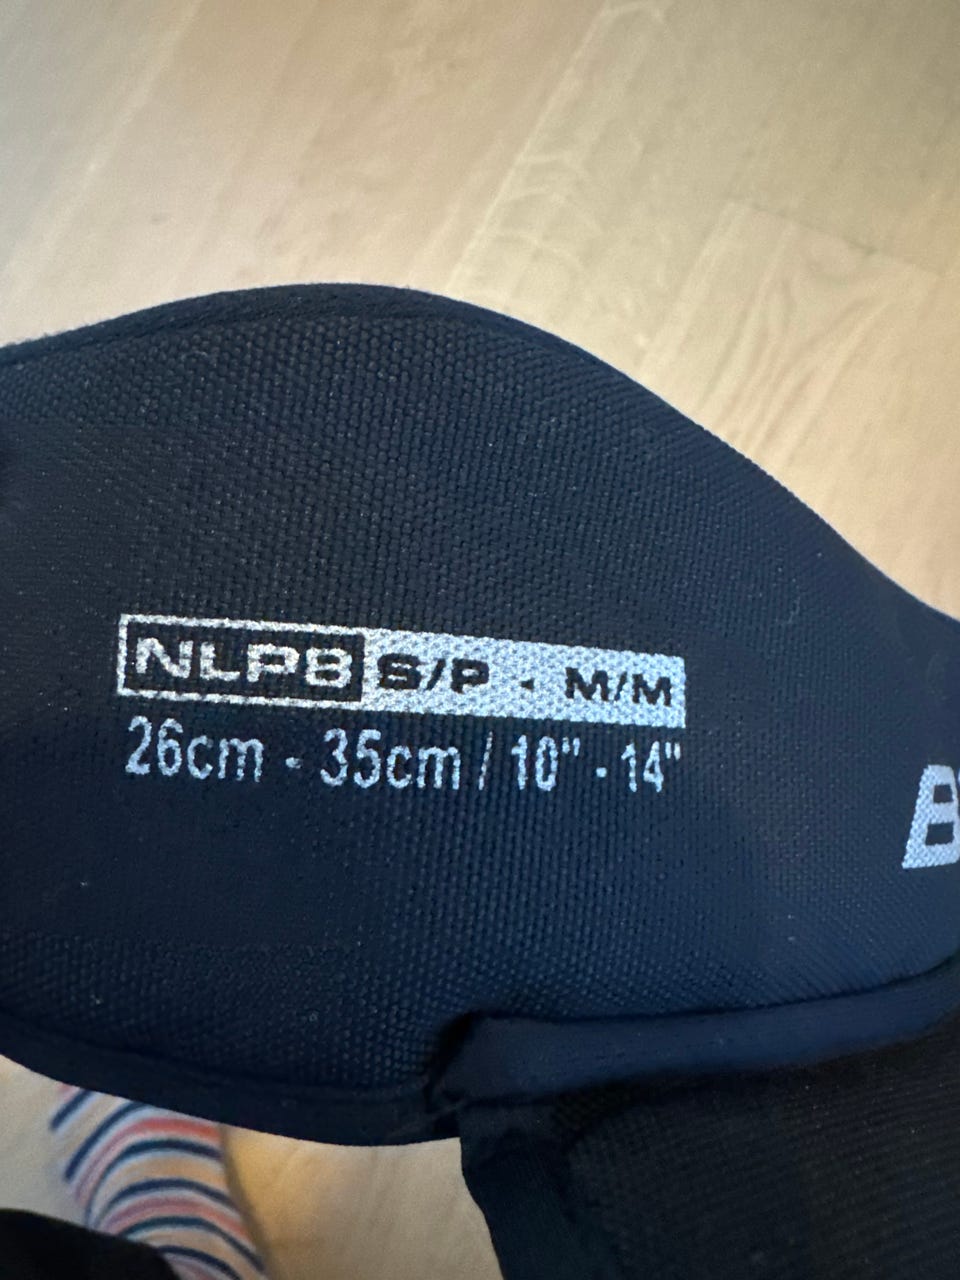 NLP8 S/P - M/M
26cm - 35cm / 10" - 14"
B